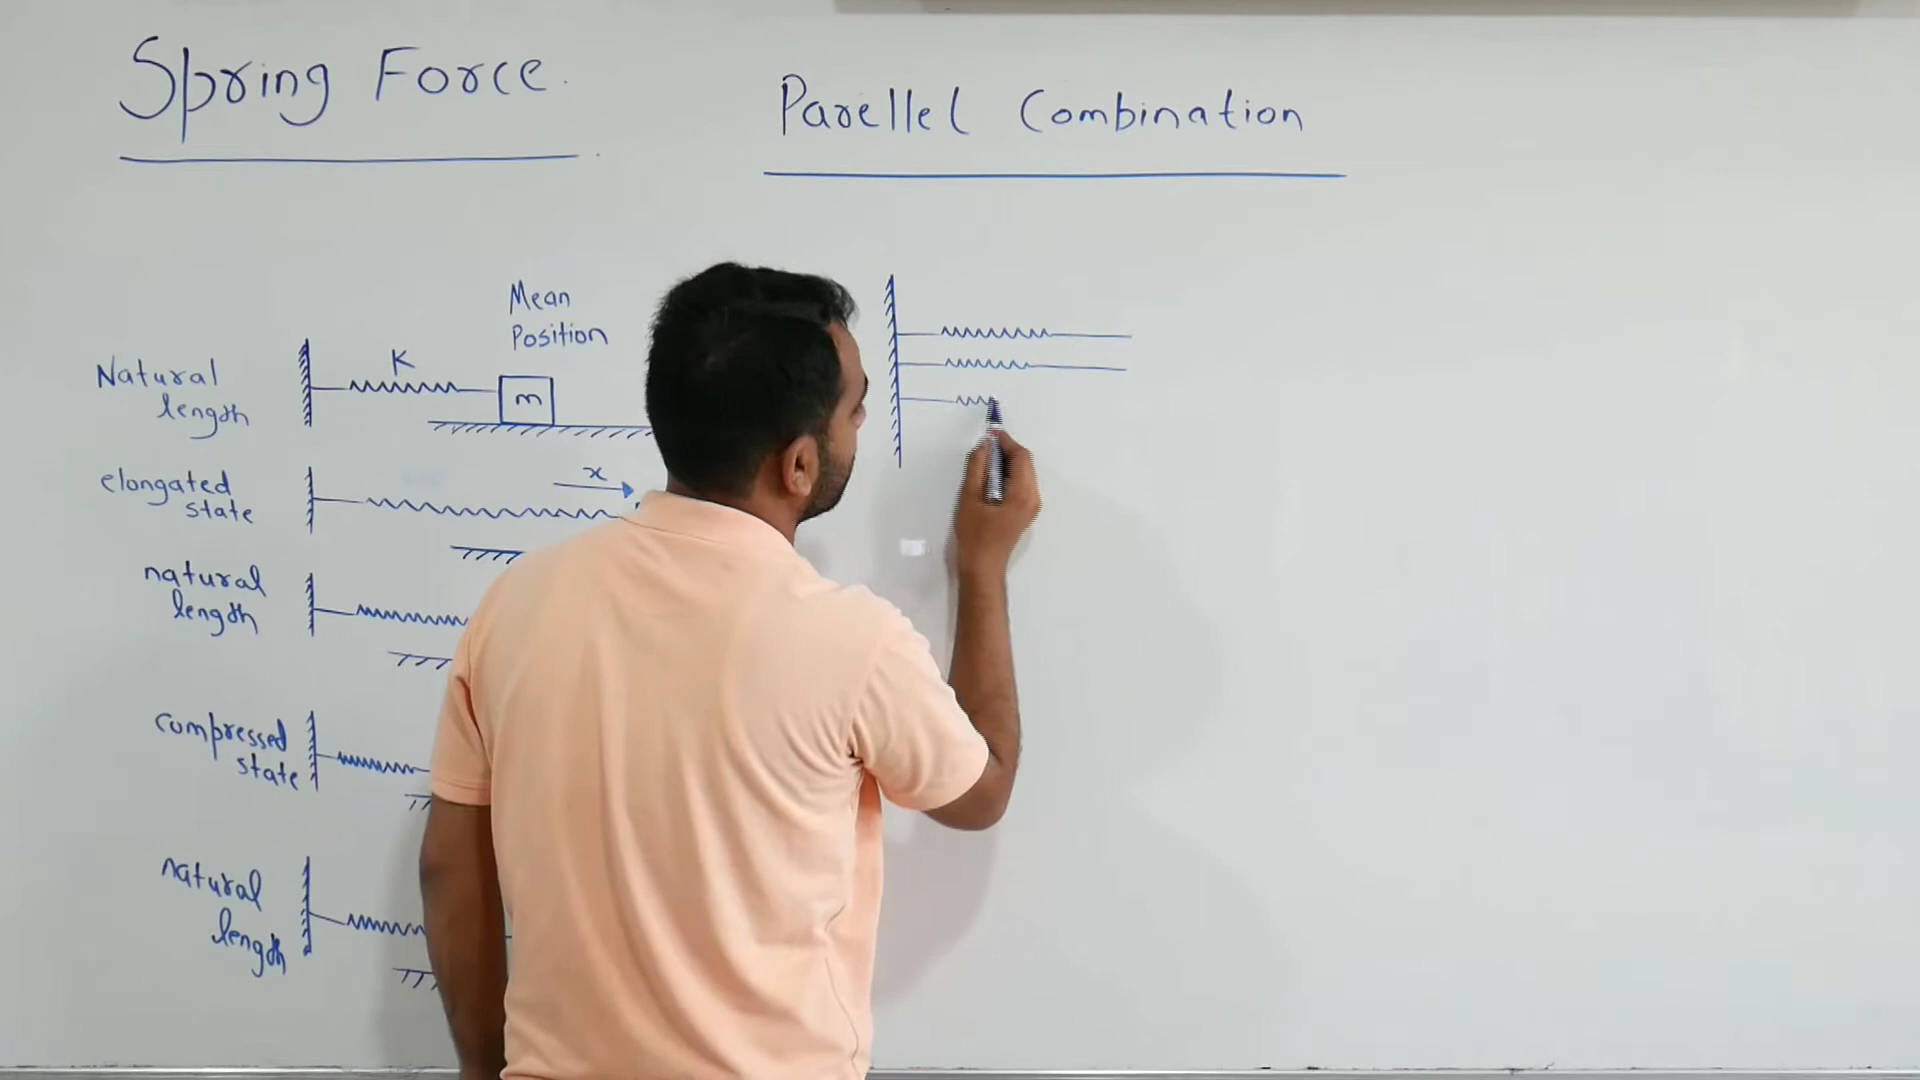 Spring Force.
Parellel Combination
Mean
Position
Natural
length
K
m
elongated
state
x
natural
length
compressed
state
natural
length